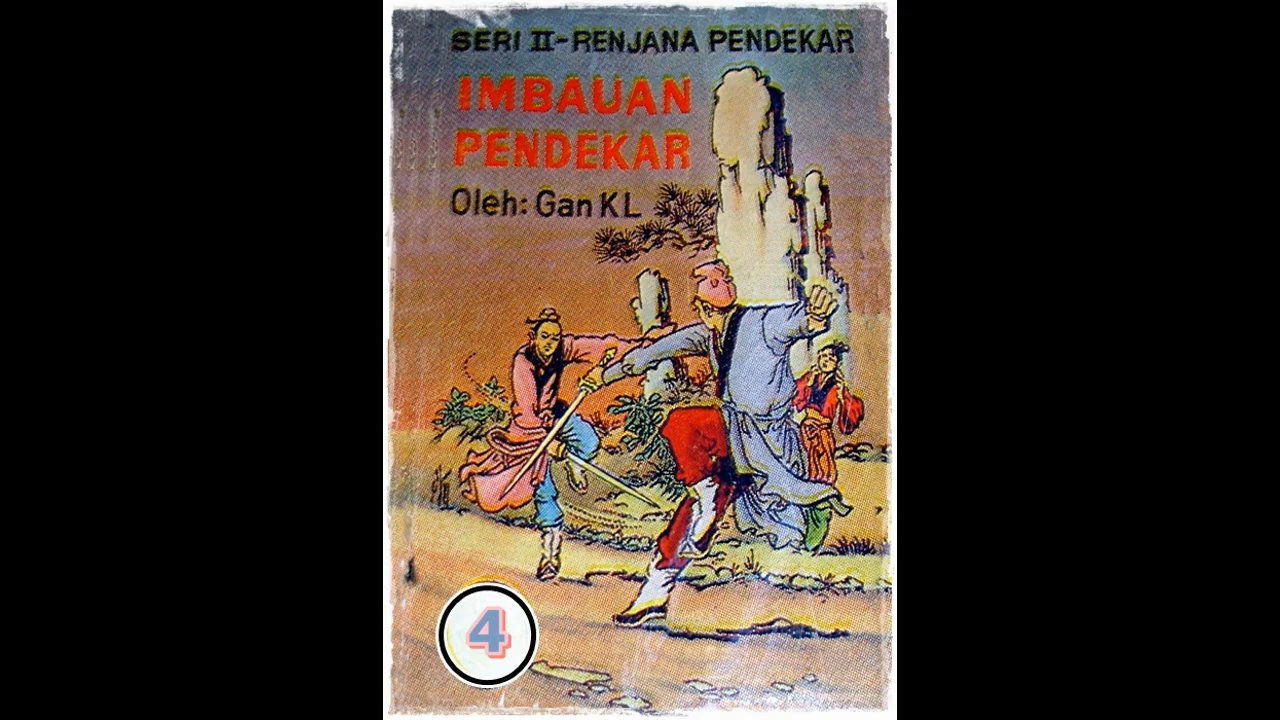 SERI II-RENJANA PENDEKAR
IMBAUAN
PENDEKAR
Oleh: Gan KL
4